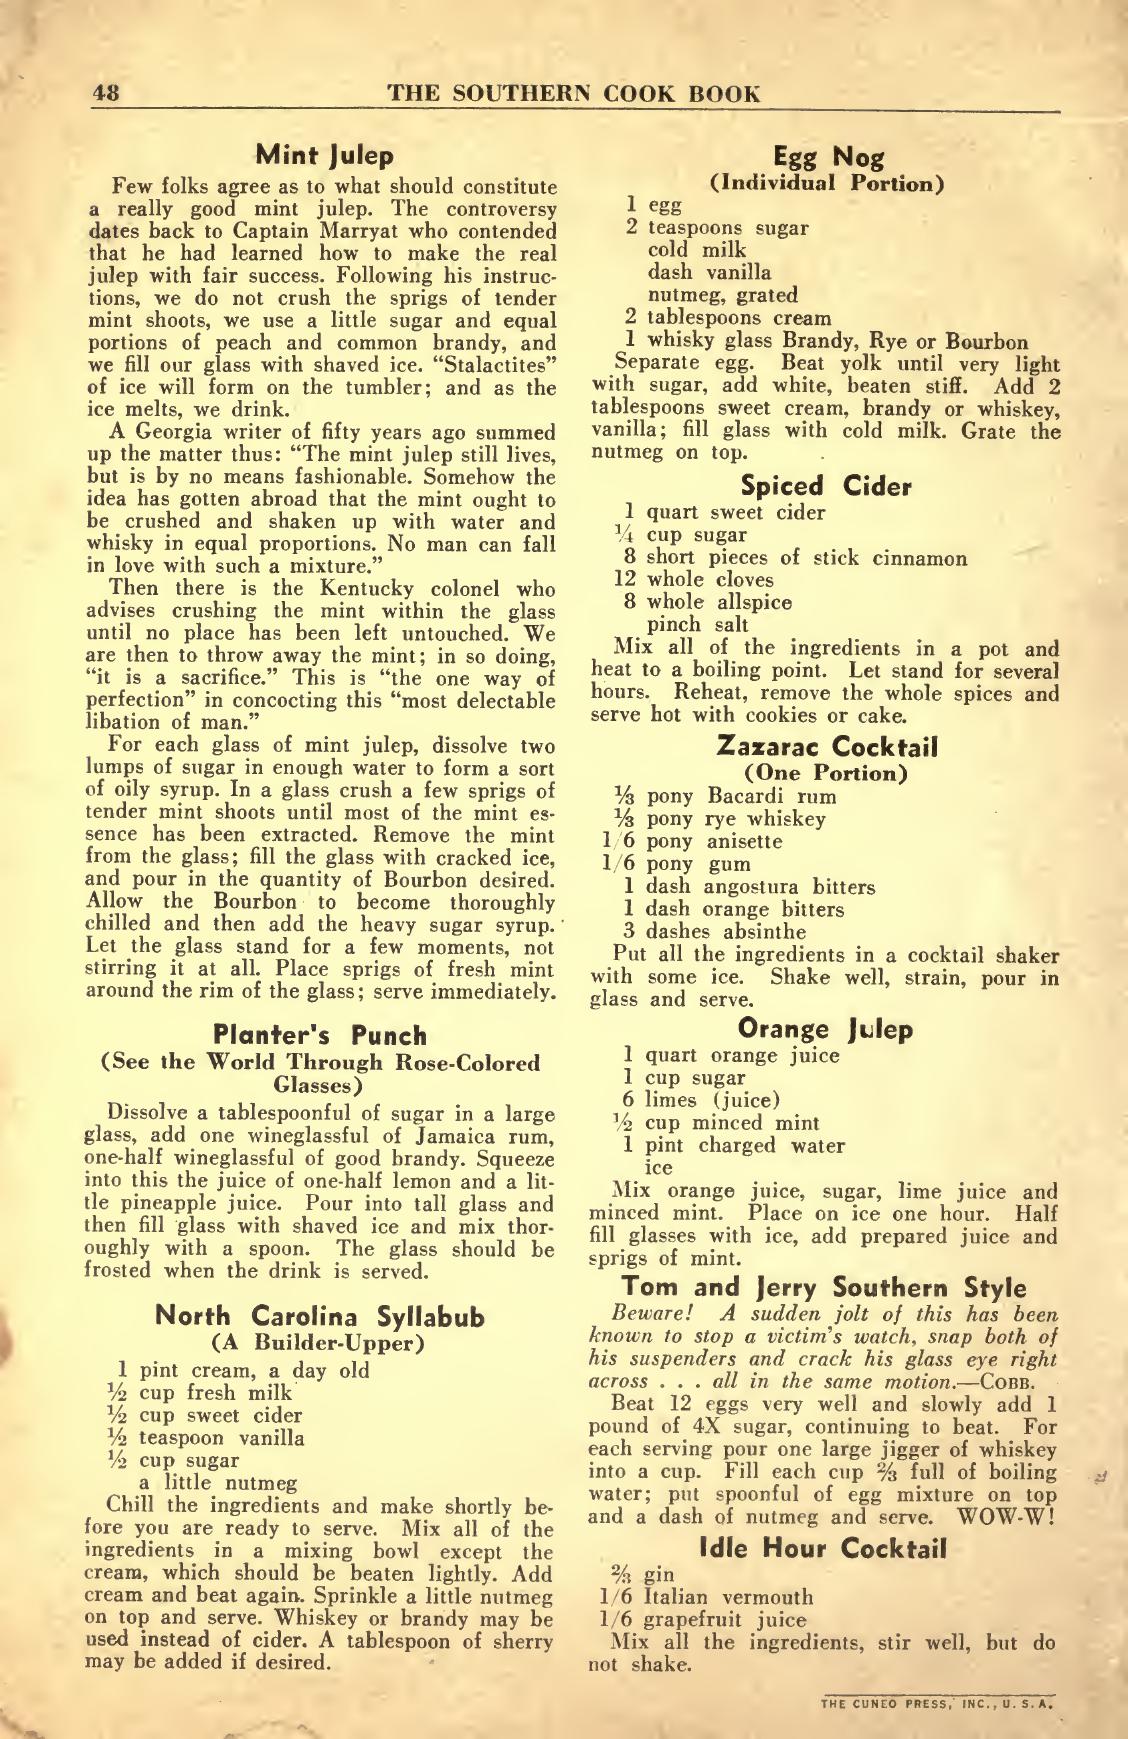 48
THE SOUTHERN COOK BOOK
Mint Julep
Few folks agree as to what should constitute
a really good mint julep. The controversy
dates back to Captain Marryat who contended
that he had learned how to make the real
julep with fair success. Following his instruc-
tions, we do not crush the sprigs of tender
mint shoots, we use a little sugar and equal
portions of peach and common brandy, and
we fill our glass with shaved ice. “Stalactites”
of ice will form on the tumbler; and as the
ice melts, we drink.
A Georgia writer of fifty years ago summed
up the matter thus: “The mint julep still lives,
but is by no means fashionable. Somehow the
idea has gotten abroad that the mint ought to
be crushed and shaken up with water and
whisky in equal proportions. No man can fall
in love with such a mixture.”
Then there is the Kentucky colonel who
advises crushing the mint within the glass
until no place has been left untouched. We
are then to throw away the mint; in so doing,
“it is a sacrifice.” This is “the one way of
perfection” in concocting this “most delectable
libation of man.”
For each glass of mint julep, dissolve two
lumps of sugar in enough water to form a sort
of oily syrup. In a glass crush a few sprigs of
tender mint shoots until most of the mint es-
sence has been extracted. Remove the mint
from the glass; fill the glass with cracked ice,
and pour in the quantity of Bourbon desired.
Allow the Bourbon to become thoroughly
chilled and then add the heavy sugar syrup.
Let the glass stand for a few moments, not
stirring it at all. Place sprigs of fresh mint
around the rim of the glass; serve immediately.
Planter's Punch
(See the World Through Rose-Colored
Glasses)
Dissolve a tablespoonful of sugar in a large
glass, add one wineglassful of Jamaica rum,
one-half wineglassful of good brandy. Squeeze
into this the juice of one-half lemon and a lit-
tle pineapple juice. Pour into tall glass and
then fill glass with shaved ice and mix thor-
oughly with a spoon. The glass should be
frosted when the drink is served.
North Carolina Syllabub
(A Builder-Upper)
1 pint cream, a day old
½ cup fresh milk
½ cup sweet cider
½ teaspoon vanilla
½ cup sugar
a little nutmeg
Chill the ingredients and make shortly be-
fore you are ready to serve. Mix all of the
ingredients in a mixing bowl except the
cream, which should be beaten lightly. Add
cream and beat again. Sprinkle a little nutmeg
on top and serve. Whiskey or brandy may be
used instead of cider. A tablespoon of sherry
may be added if desired.
Egg Nog
(Individual Portion)
1 egg
2 teaspoons sugar
cold milk
dash vanilla
nutmeg, grated
2 tablespoons cream
1 whisky glass Brandy, Rye or Bourbon
Separate egg. Beat yolk until very light
with sugar, add white, beaten stiff. Add 2
tablespoons sweet cream, brandy or whiskey,
vanilla; fill glass with cold milk. Grate the
nutmeg on top.
Spiced Cider
1 quart sweet cider
¼ cup sugar
8 short pieces of stick cinnamon
12 whole cloves
8 whole allspice
pinch salt
Mix all of the ingredients in a pot and
heat to a boiling point. Let stand for several
hours. Reheat, remove the whole spices and
serve hot with cookies or cake.
Zazarac Cocktail
(One Portion)
⅓ pony Bacardi rum
⅓ pony rye whiskey
1/6 pony anisette
1/6 pony gum
1 dash angostura bitters
1 dash orange bitters
3 dashes absinthe
Put all the ingredients in a cocktail shaker
with some ice. Shake well, strain, pour in
glass and serve.
Orange Julep
1 quart orange juice
1 cup sugar
6 limes (juice)
½ cup minced mint
1 pint charged water
ice
Mix orange juice, sugar, lime juice and
minced mint. Place on ice one hour. Half
fill glasses with ice, add prepared juice and
sprigs of mint.
Tom and Jerry Southern Style
Beware! A sudden jolt of this has been
known to stop a victim's watch, snap both of
his suspenders and crack his glass eye right
across . . . all in the same motion.—COBB.
Beat 12 eggs very well and slowly add 1
pound of 4X sugar, continuing to beat. For
each serving pour one large jigger of whiskey
into a cup. Fill each cup ⅔ full of boiling
water; put spoonful of egg mixture on top
and a dash of nutmeg and serve. WOW-W!
Idle Hour Cocktail
⅔ gin
1/6 Italian vermouth
1/6 grapefruit juice
Mix all the ingredients, stir well, but do
not shake.
THE CUNEO PRESS, INC., U. S. A.